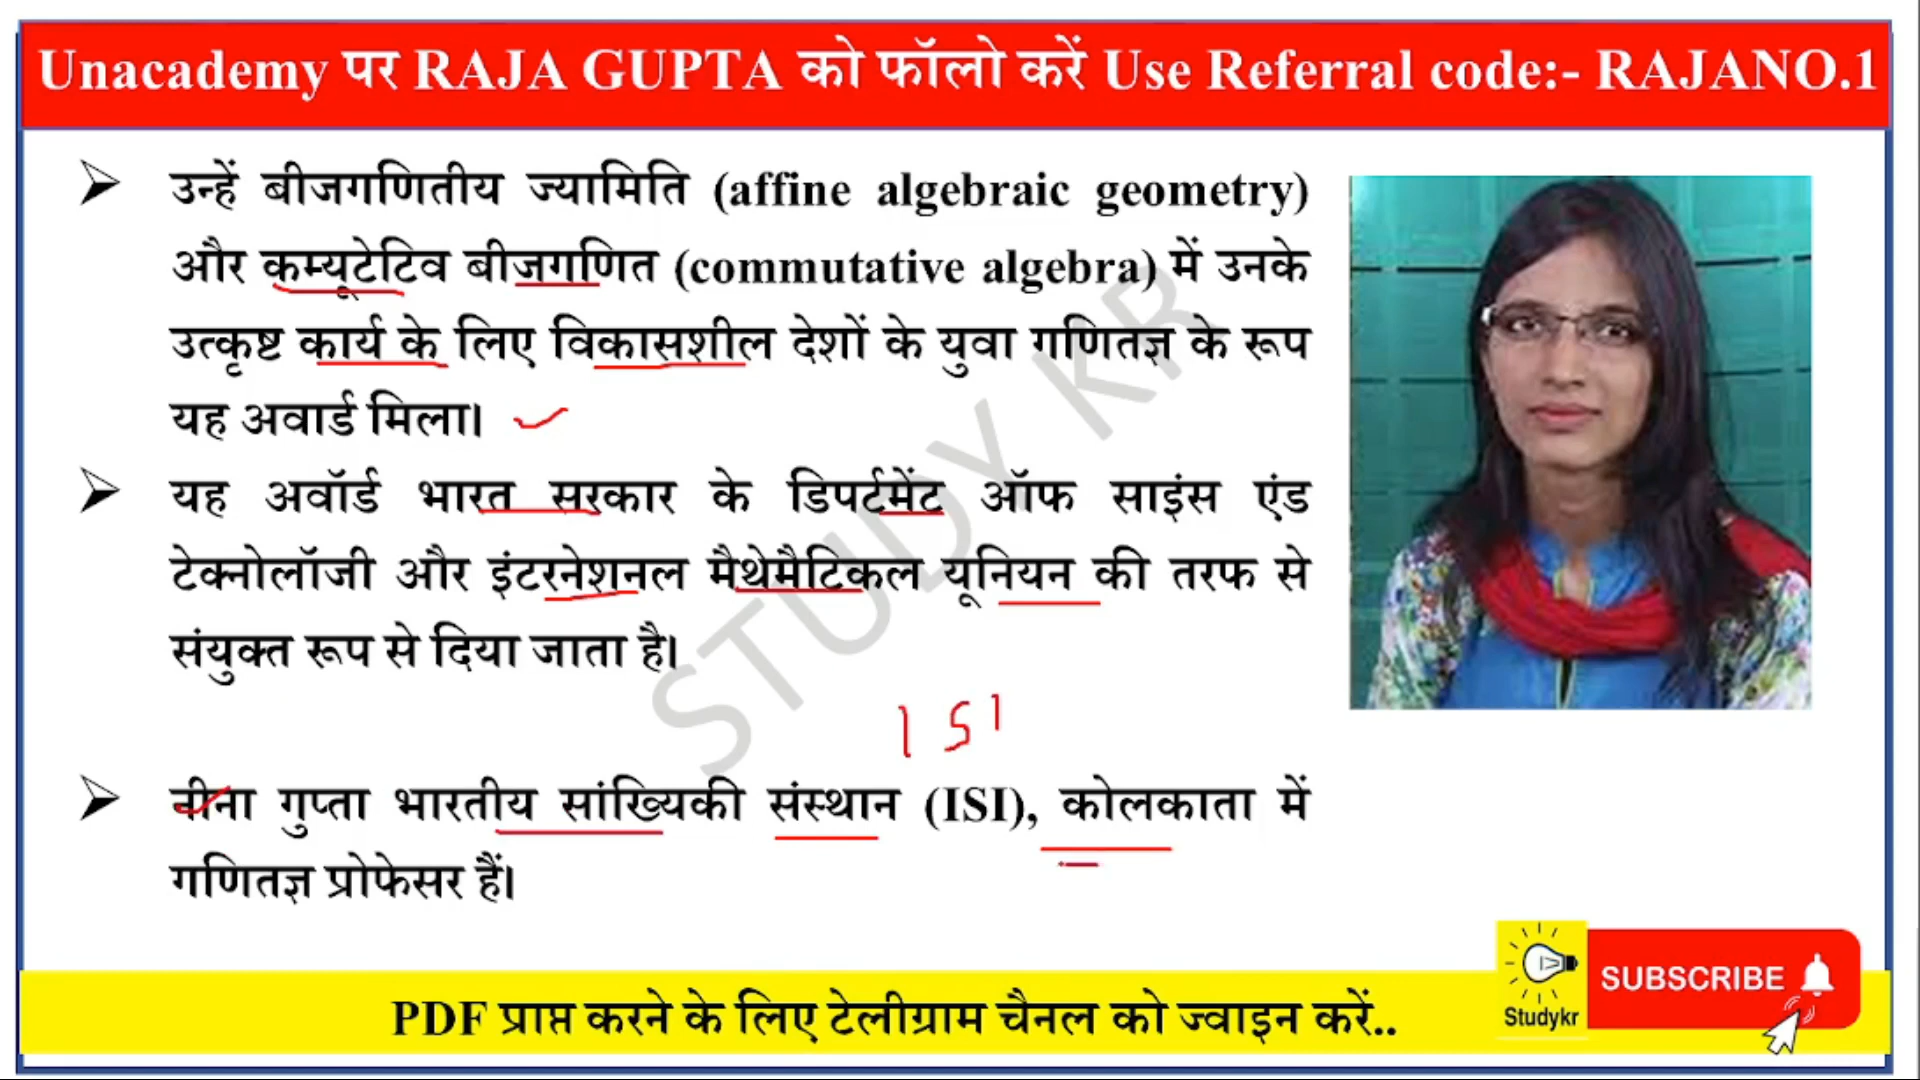 Unacademy पर RAJA GUPTA को फॉलो करें Use Referral code:- RAJANO.1
उन्हें बीजगणितीय ज्यामिति (affine algebraic geometry)
और कम्यूटेटिव बीजगणित (commutative algebra) में उनके
उत्कृष्ट कार्य के लिए विकासशील देशों के युवा गणितज्ञ के रूप
यह अवार्ड मिला।
यह अवॉर्ड भारत सरकार के डिपर्टमेंट ऑफ साइंस एंड
टेक्नोलॉजी और इंटरनेशनल मैथेमैटिकल यूनियन की तरफ से
संयुक्त रूप से दिया जाता है।
ISI
नीना गुप्ता भारतीय सांख्यिकी संस्थान (ISI), कोलकाता में
गणितज्ञ प्रोफेसर हैं।
STUDY KR
SUBSCRIBE
Studykr
PDF प्राप्त करने के लिए टेलीग्राम चैनल को ज्वाइन करें..